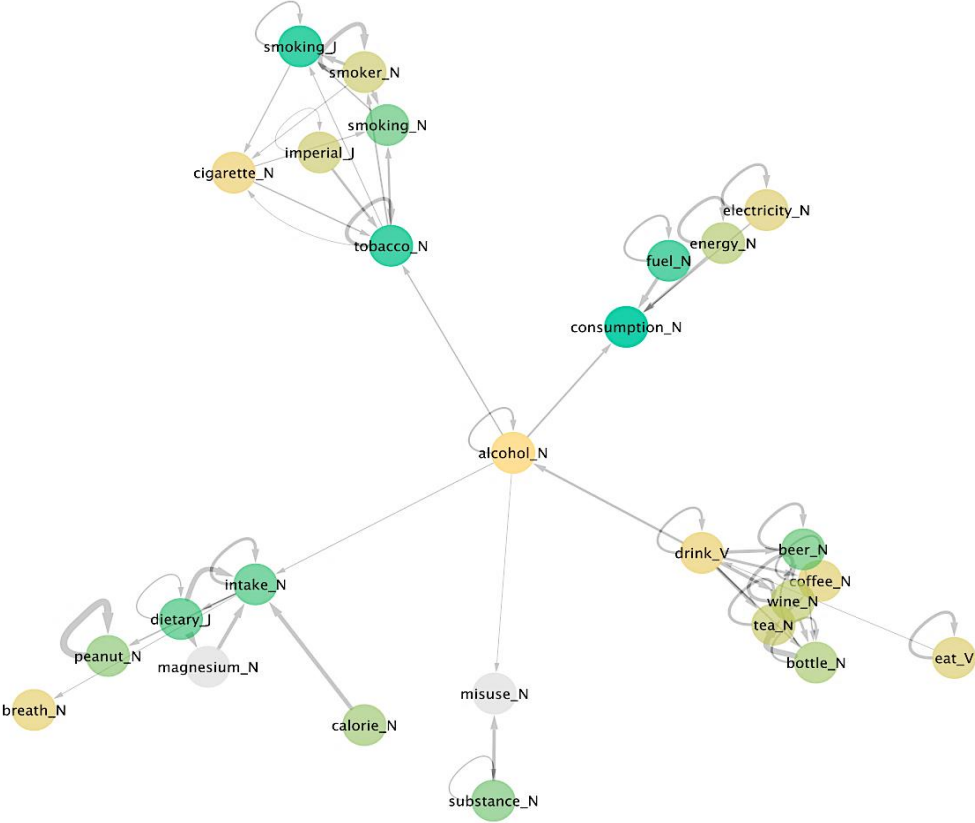 smoking_J
smoker_N
smoking_N
imperial_J
cigarette_N
tobacco_N
electricity_N
energy_N
fuel_N
consumption_N
alcohol_N
drink_V
beer_N
coffee_N
wine_N
tea_N
bottle_N
eat_V
intake_N
dietary_J
peanut_N
magnesium_N
breath_N
calorie_N
misuse_N
substance_N